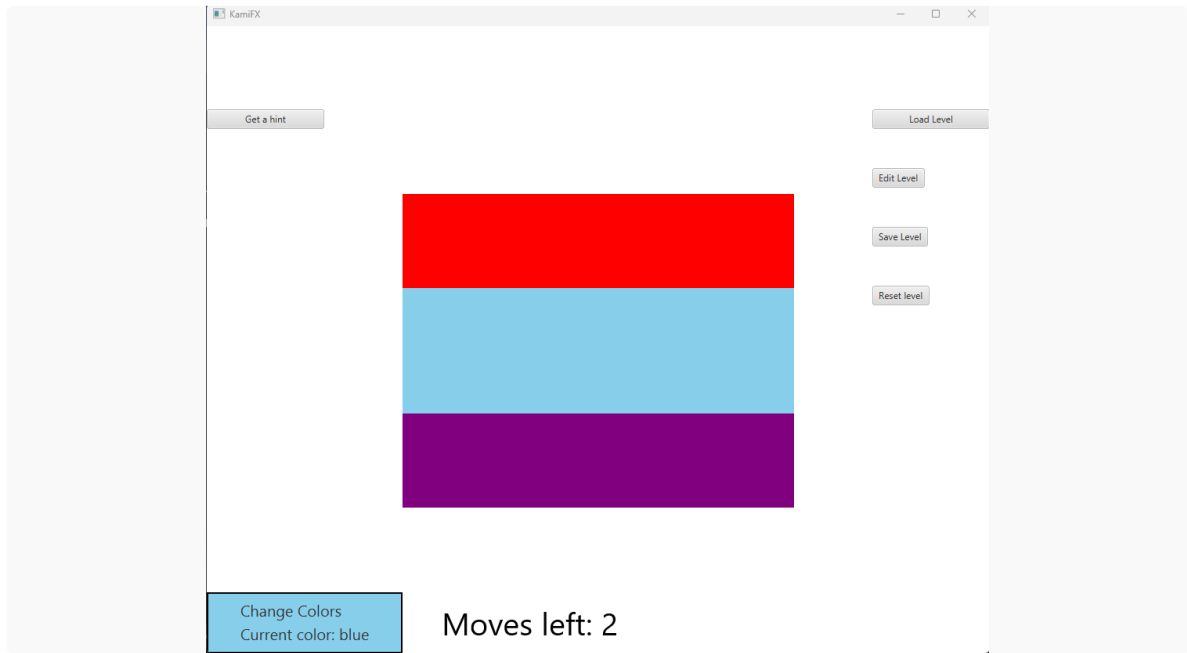 KamiFX
Get a hint
Load Level
Edit Level
Save Level
Reset level
Change Colors
Current color: blue
Moves left: 2